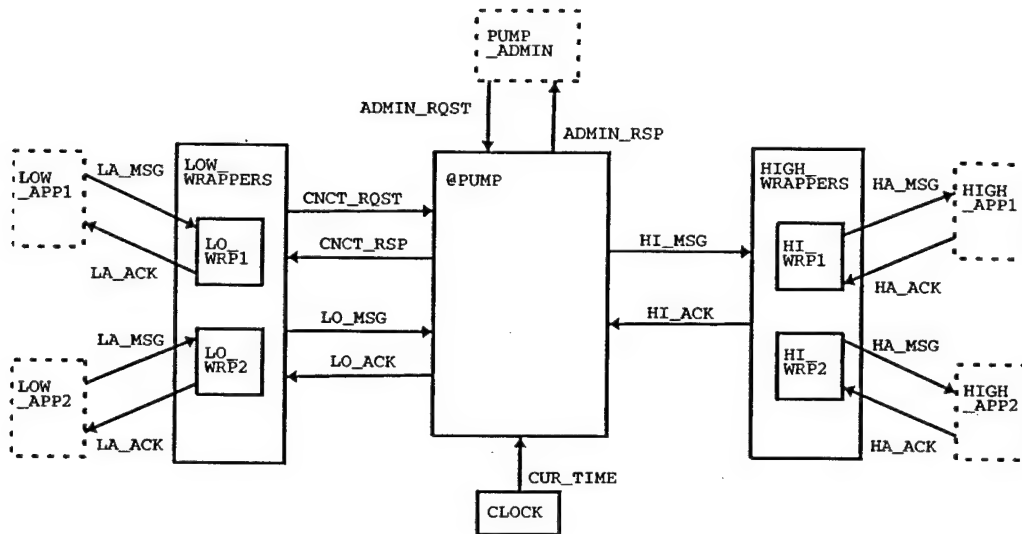 PUMP
_ADMIN
ADMIN_RQST
ADMIN_RSP
LOW
_APP1
LA_MSG
LA_ACK
LOW_
WRAPPERS
LO_
WRP1
CNCT_RQST
CNCT_RSP
@PUMP
HI_MSG
HIGH_
WRAPPERS
HI_
WRP1
HA_MSG
HA_ACK
HIGH
_APP1
LOW
_APP2
LA_MSG
LA_ACK
LO_
WRP2
LO_MSG
LO_ACK
HI_ACK
HI_
WRP2
HA_MSG
HA_ACK
HIGH
_APP2
CUR_TIME
CLOCK